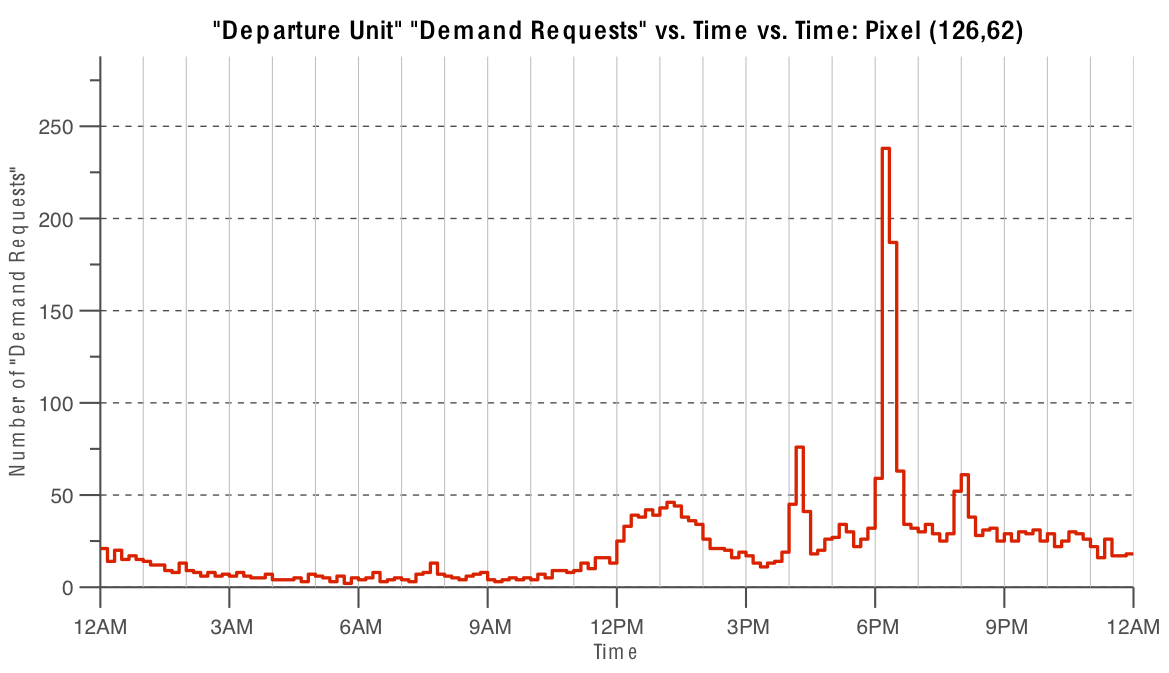 "Departure Unit" "Demand Requests" vs. Time vs. Time: Pixel (126,62)
Number of "Demand Requests"
250
200
150
100
50
0
12AM 3AM 6AM 9AM 12PM 3PM 6PM 9PM 12AM
Time